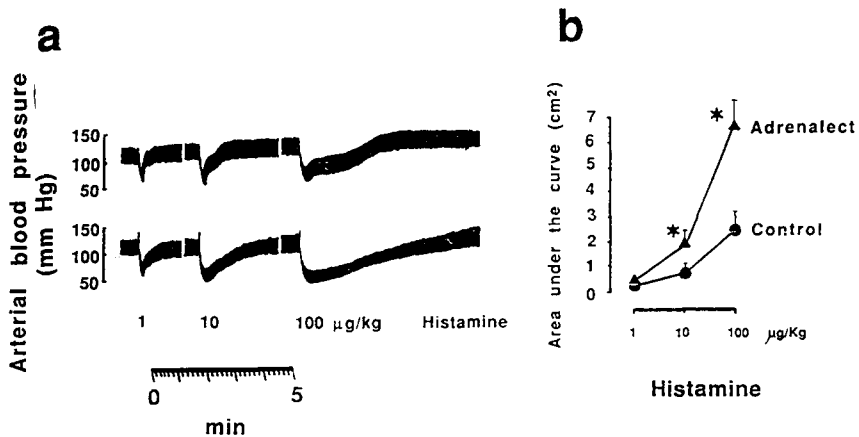 a
Arterial blood pressure
(mm Hg)
150
100
50
150
100
50
1 10 100 μg/kg Histamine
0 5
min
b
Area under the curve (cm²)
7
6
5
4
3
2
1
0
* Adrenalect
*
Control
1 10 100 μg/Kg
Histamine